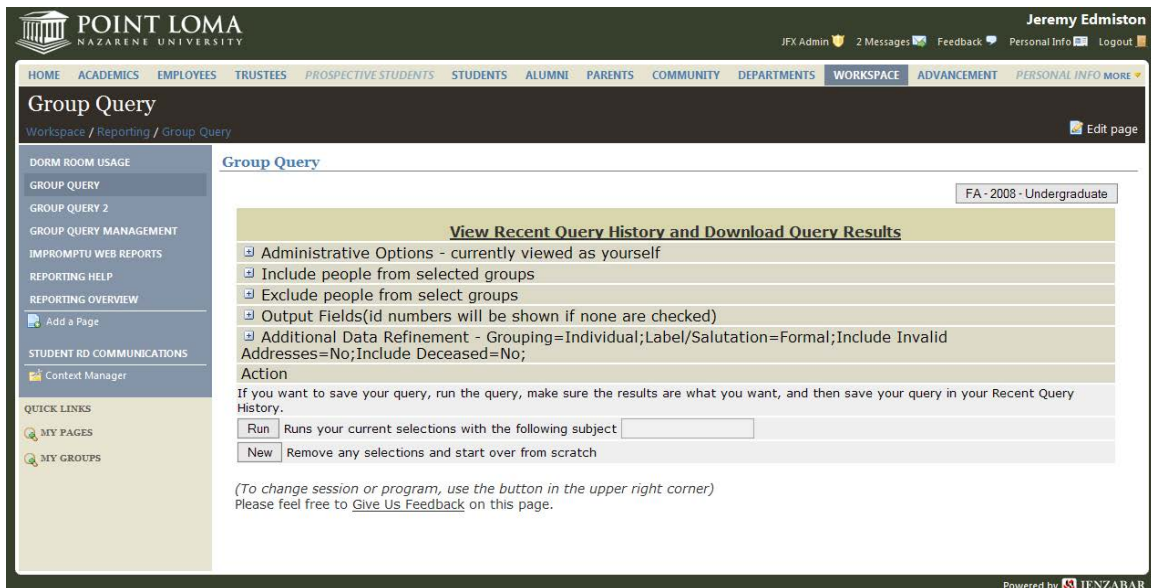 POINT LOMA
NAZARENE UNIVERSITY
Jeremy Edmiston
JFX Admin 2 Messages Feedback Personal Info Logout
HOME ACADEMICS EMPLOYEES TRUSTEES PROSPECTIVE STUDENTS STUDENTS ALUMNI PARENTS COMMUNITY DEPARTMENTS WORKSPACE ADVANCEMENT PERSONAL INFO MORE
Group Query
Workspace / Reporting / Group Query
Edit page
DORM ROOM USAGE
GROUP QUERY
GROUP QUERY 2
GROUP QUERY MANAGEMENT
IMPROMPTU WEB REPORTS
REPORTING HELP
REPORTING OVERVIEW
Add a Page
STUDENT RD COMMUNICATIONS
Context Manager
QUICK LINKS
MY PAGES
MY GROUPS
Group Query
FA - 2008 - Undergraduate
View Recent Query History and Download Query Results
Administrative Options - currently viewed as yourself
Include people from selected groups
Exclude people from select groups
Output Fields(id numbers will be shown if none are checked)
Additional Data Refinement - Grouping=Individual;Label/Salutation=Formal;Include Invalid
Addresses=No;Include Deceased=No;
Action
If you want to save your query, run the query, make sure the results are what you want, and then save your query in your Recent Query
History.
Run Runs your current selections with the following subject
New Remove any selections and start over from scratch
(To change session or program, use the button in the upper right corner)
Please feel free to Give Us Feedback on this page.
Powered by JENZABAR